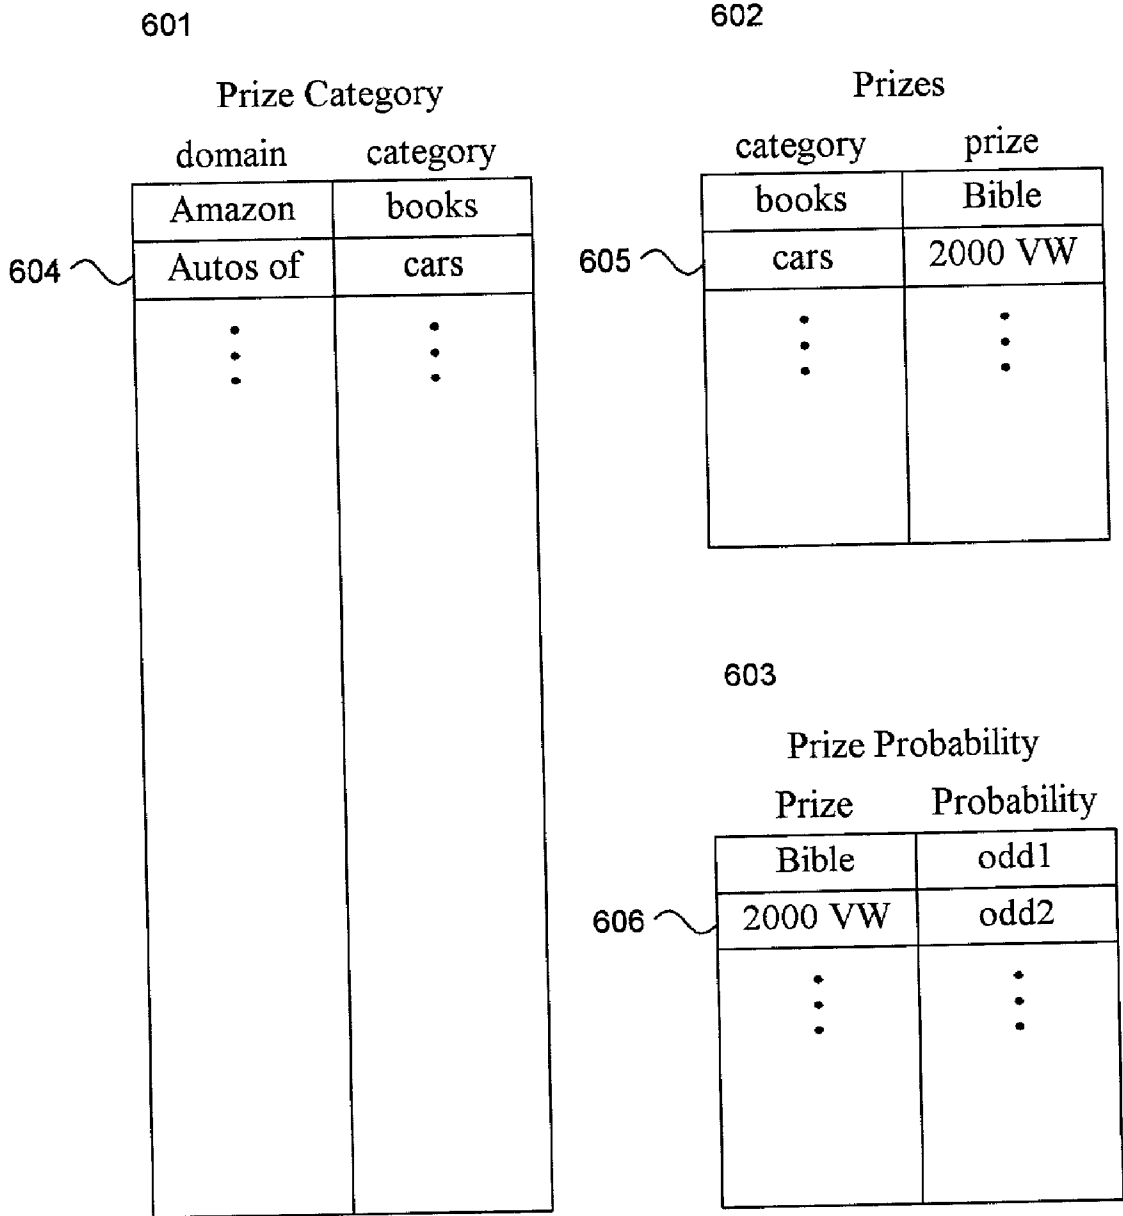 601
Prize Category
domain category
Amazon books
604 Autos of cars
602
Prizes
category prize
books Bible
605 cars 2000 VW
603
Prize Probability
Prize Probability
Bible odd1
606 2000 VW odd2